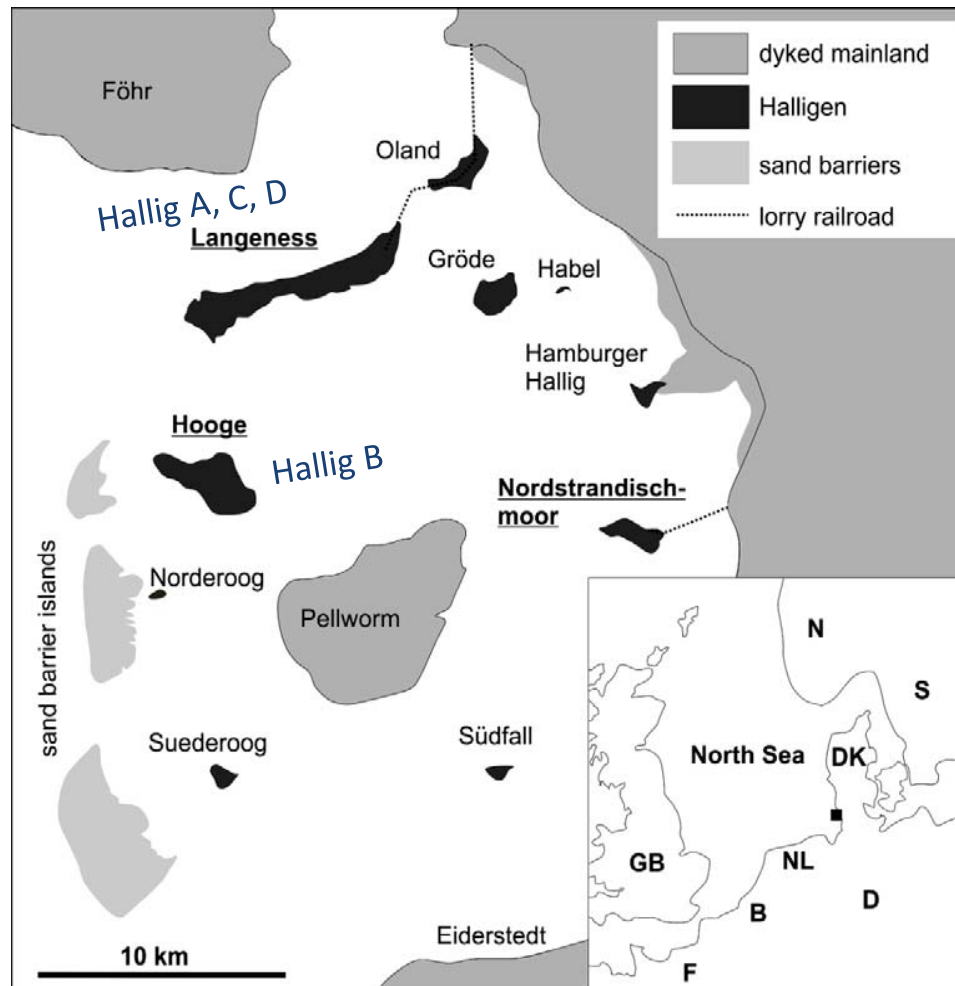 Föhr
dyked mainland
Halligen
sand barriers
lorry railroad
Oland
Hallig A, C, D
Langeness
Gröde
Habel
Hamburger
Hallig
Hooge
Hallig B
Nordstrandisch-
moor
Norderoog
Pellworm
sand barrier islands
Suederoog
Südfall
Eiderstedt
10 km
N
S
North Sea
DK
GB
NL
B
D
F